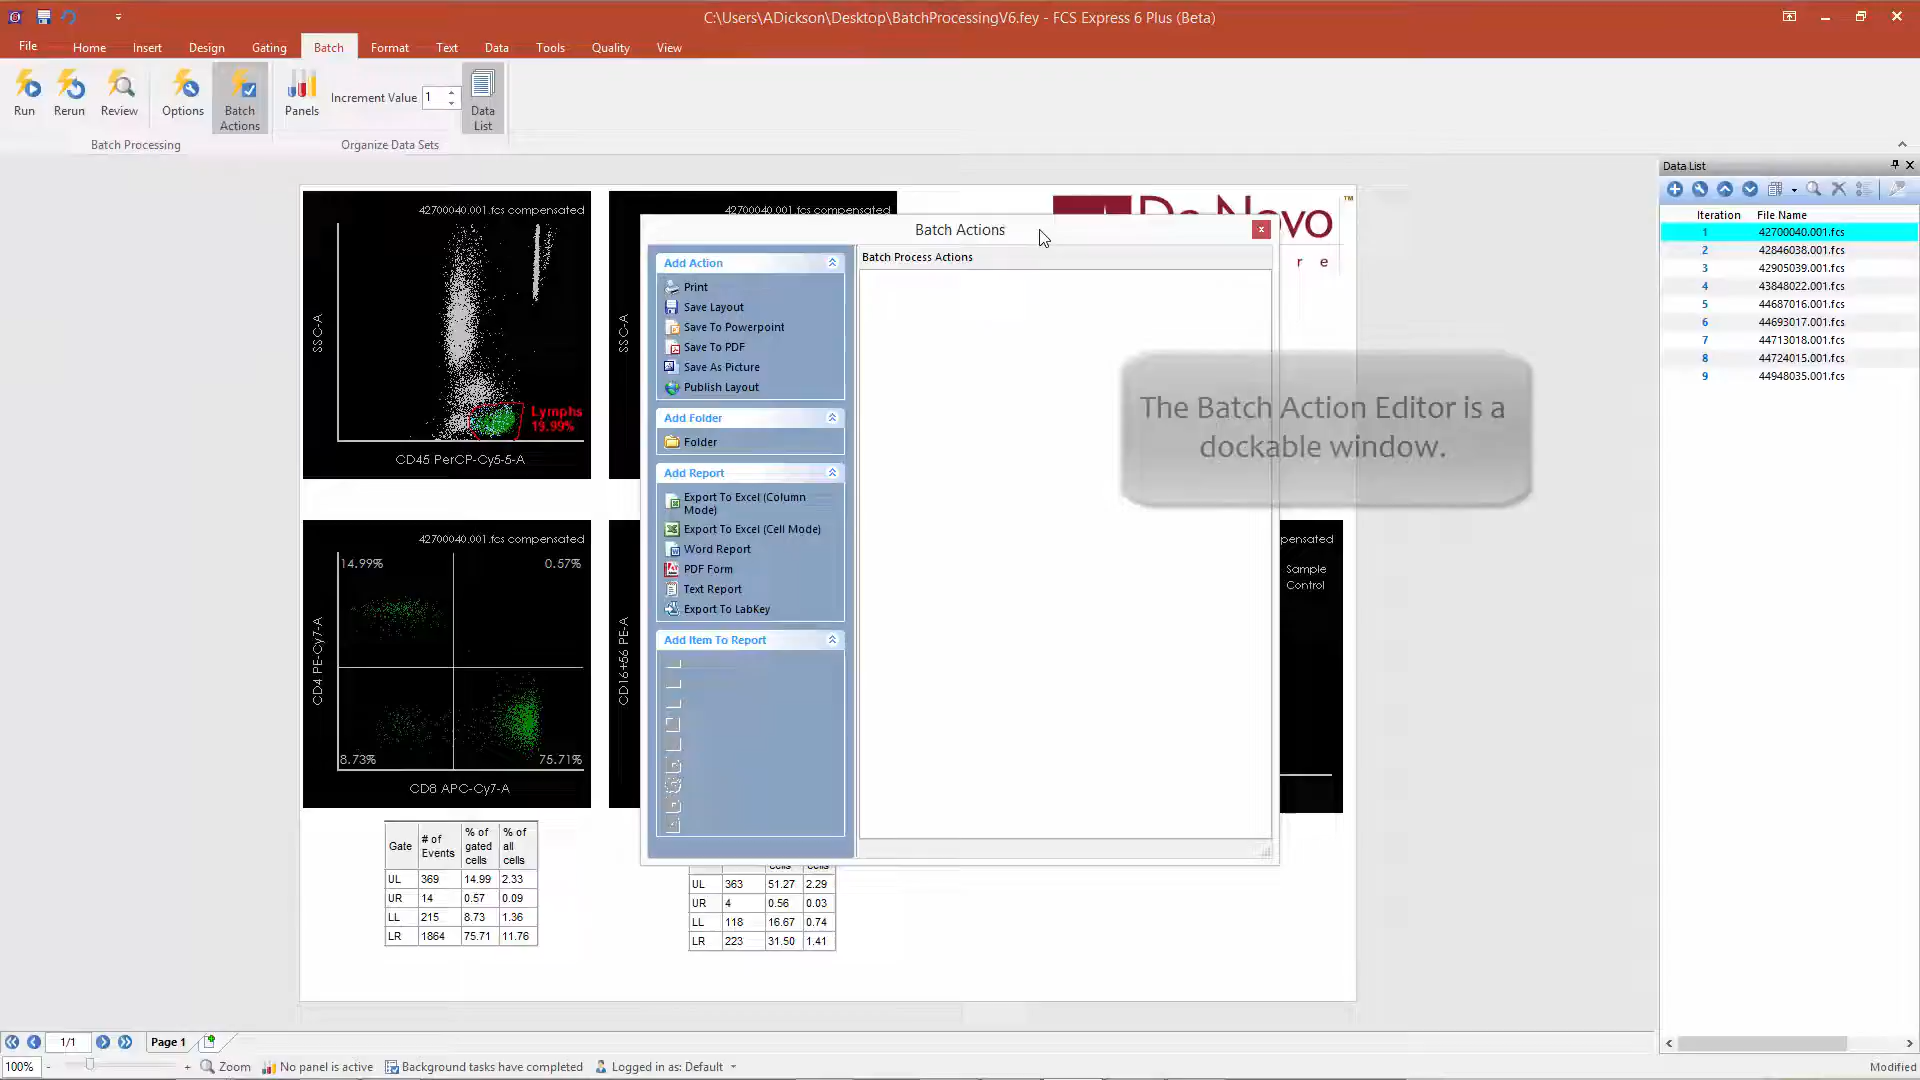 C:\Users\ADickson\Desktop\BatchProcessingV6.fey - FCS Express 6 Plus (Beta)
File Home Insert Design Gating Batch Format Text Data Tools Quality View
Run Rerun Review Options Batch Actions Panels Increment Value 1 Data List
Batch Processing Organize Data Sets
Data List
Iteration File Name
1 42700040.001.fcs
2 42846038.001.fcs
3 42905039.001.fcs
4 43848022.001.fcs
5 44687016.001.fcs
6 44693017.001.fcs
7 44713018.001.fcs
8 44724015.001.fcs
9 44948035.001.fcs
42700040.001.fcs compensated
SSC-A
Lymphs
19.99%
CD45 PerCP-Cy5-5-A
42700040.001.fcs compensated
SSC-A
TM
Batch Actions
Add Action
Print
Save Layout
Save To Powerpoint
Save To PDF
Save As Picture
Publish Layout
Add Folder
Folder
Add Report
Export To Excel (Column
Mode)
Export To Excel (Cell Mode)
Word Report
PDF Form
Text Report
Export To LabKey
Add Item To Report
Batch Process Actions
The Batch Action Editor is a
dockable window.
42700040.001.fcs compensated
14.99% 0.57%
CD4 PE-Cy7-A
8.73% 75.71%
CD8 APC-Cy7-A
CD16+56 PE-A
Sample
Control
Gate # of Events % of gated cells % of all cells
UL 369 14.99 2.33
UR 14 0.57 0.09
LL 215 8.73 1.36
LR 1864 75.71 11.76
UL 363 51.27 2.29
UR 4 0.56 0.03
LL 118 16.67 0.74
LR 223 31.50 1.41
1/1 Page 1
100% - + Zoom No panel is active Background tasks have completed Logged in as: Default Modified